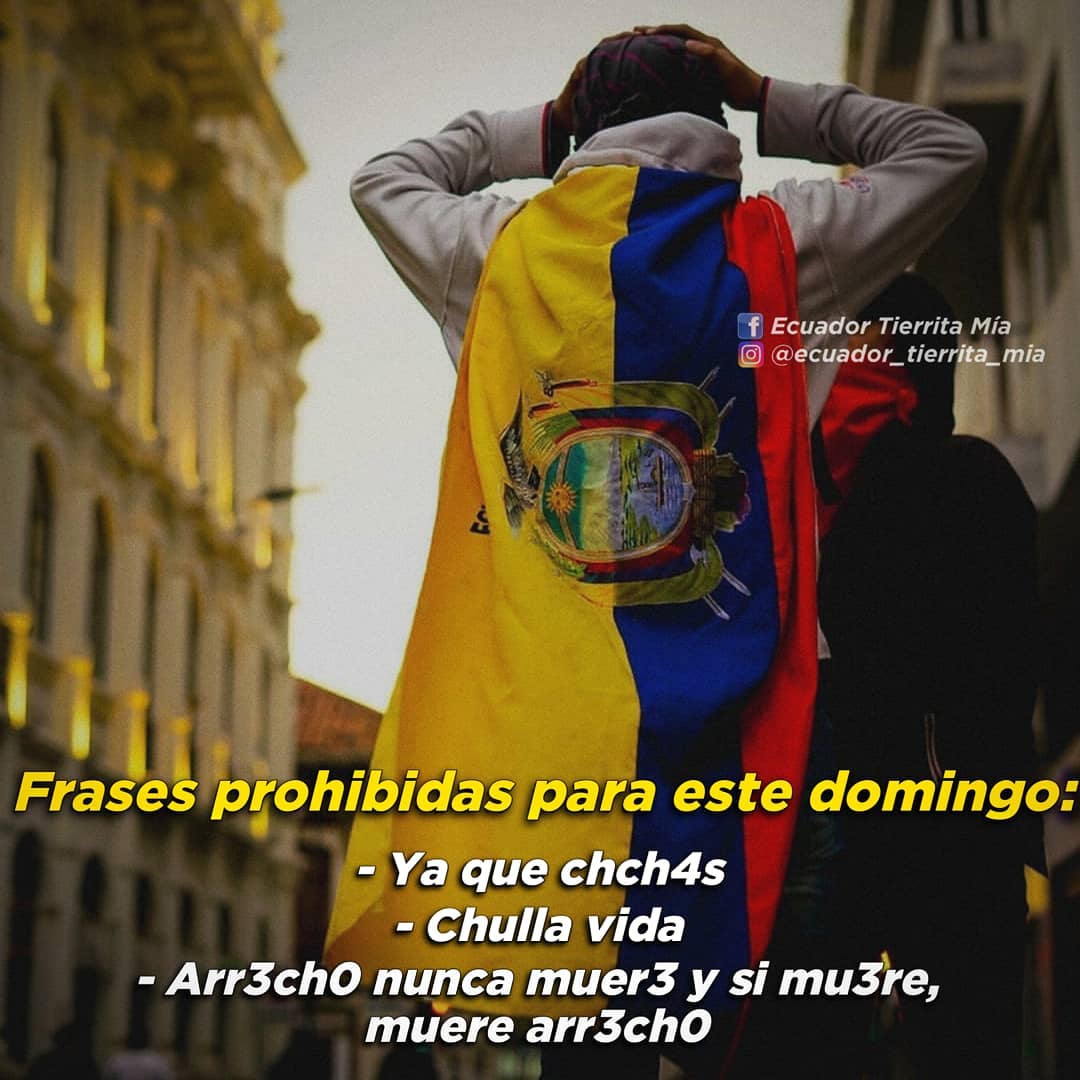 Ecuador Tierrita Mía
@ecuador_tierrita_mia
Frases prohibidas para este domingo:
- Ya que chch4s
- Chulla vida
- Arr3ch0 nunca muer3 y si mu3re,
muere arr3ch0